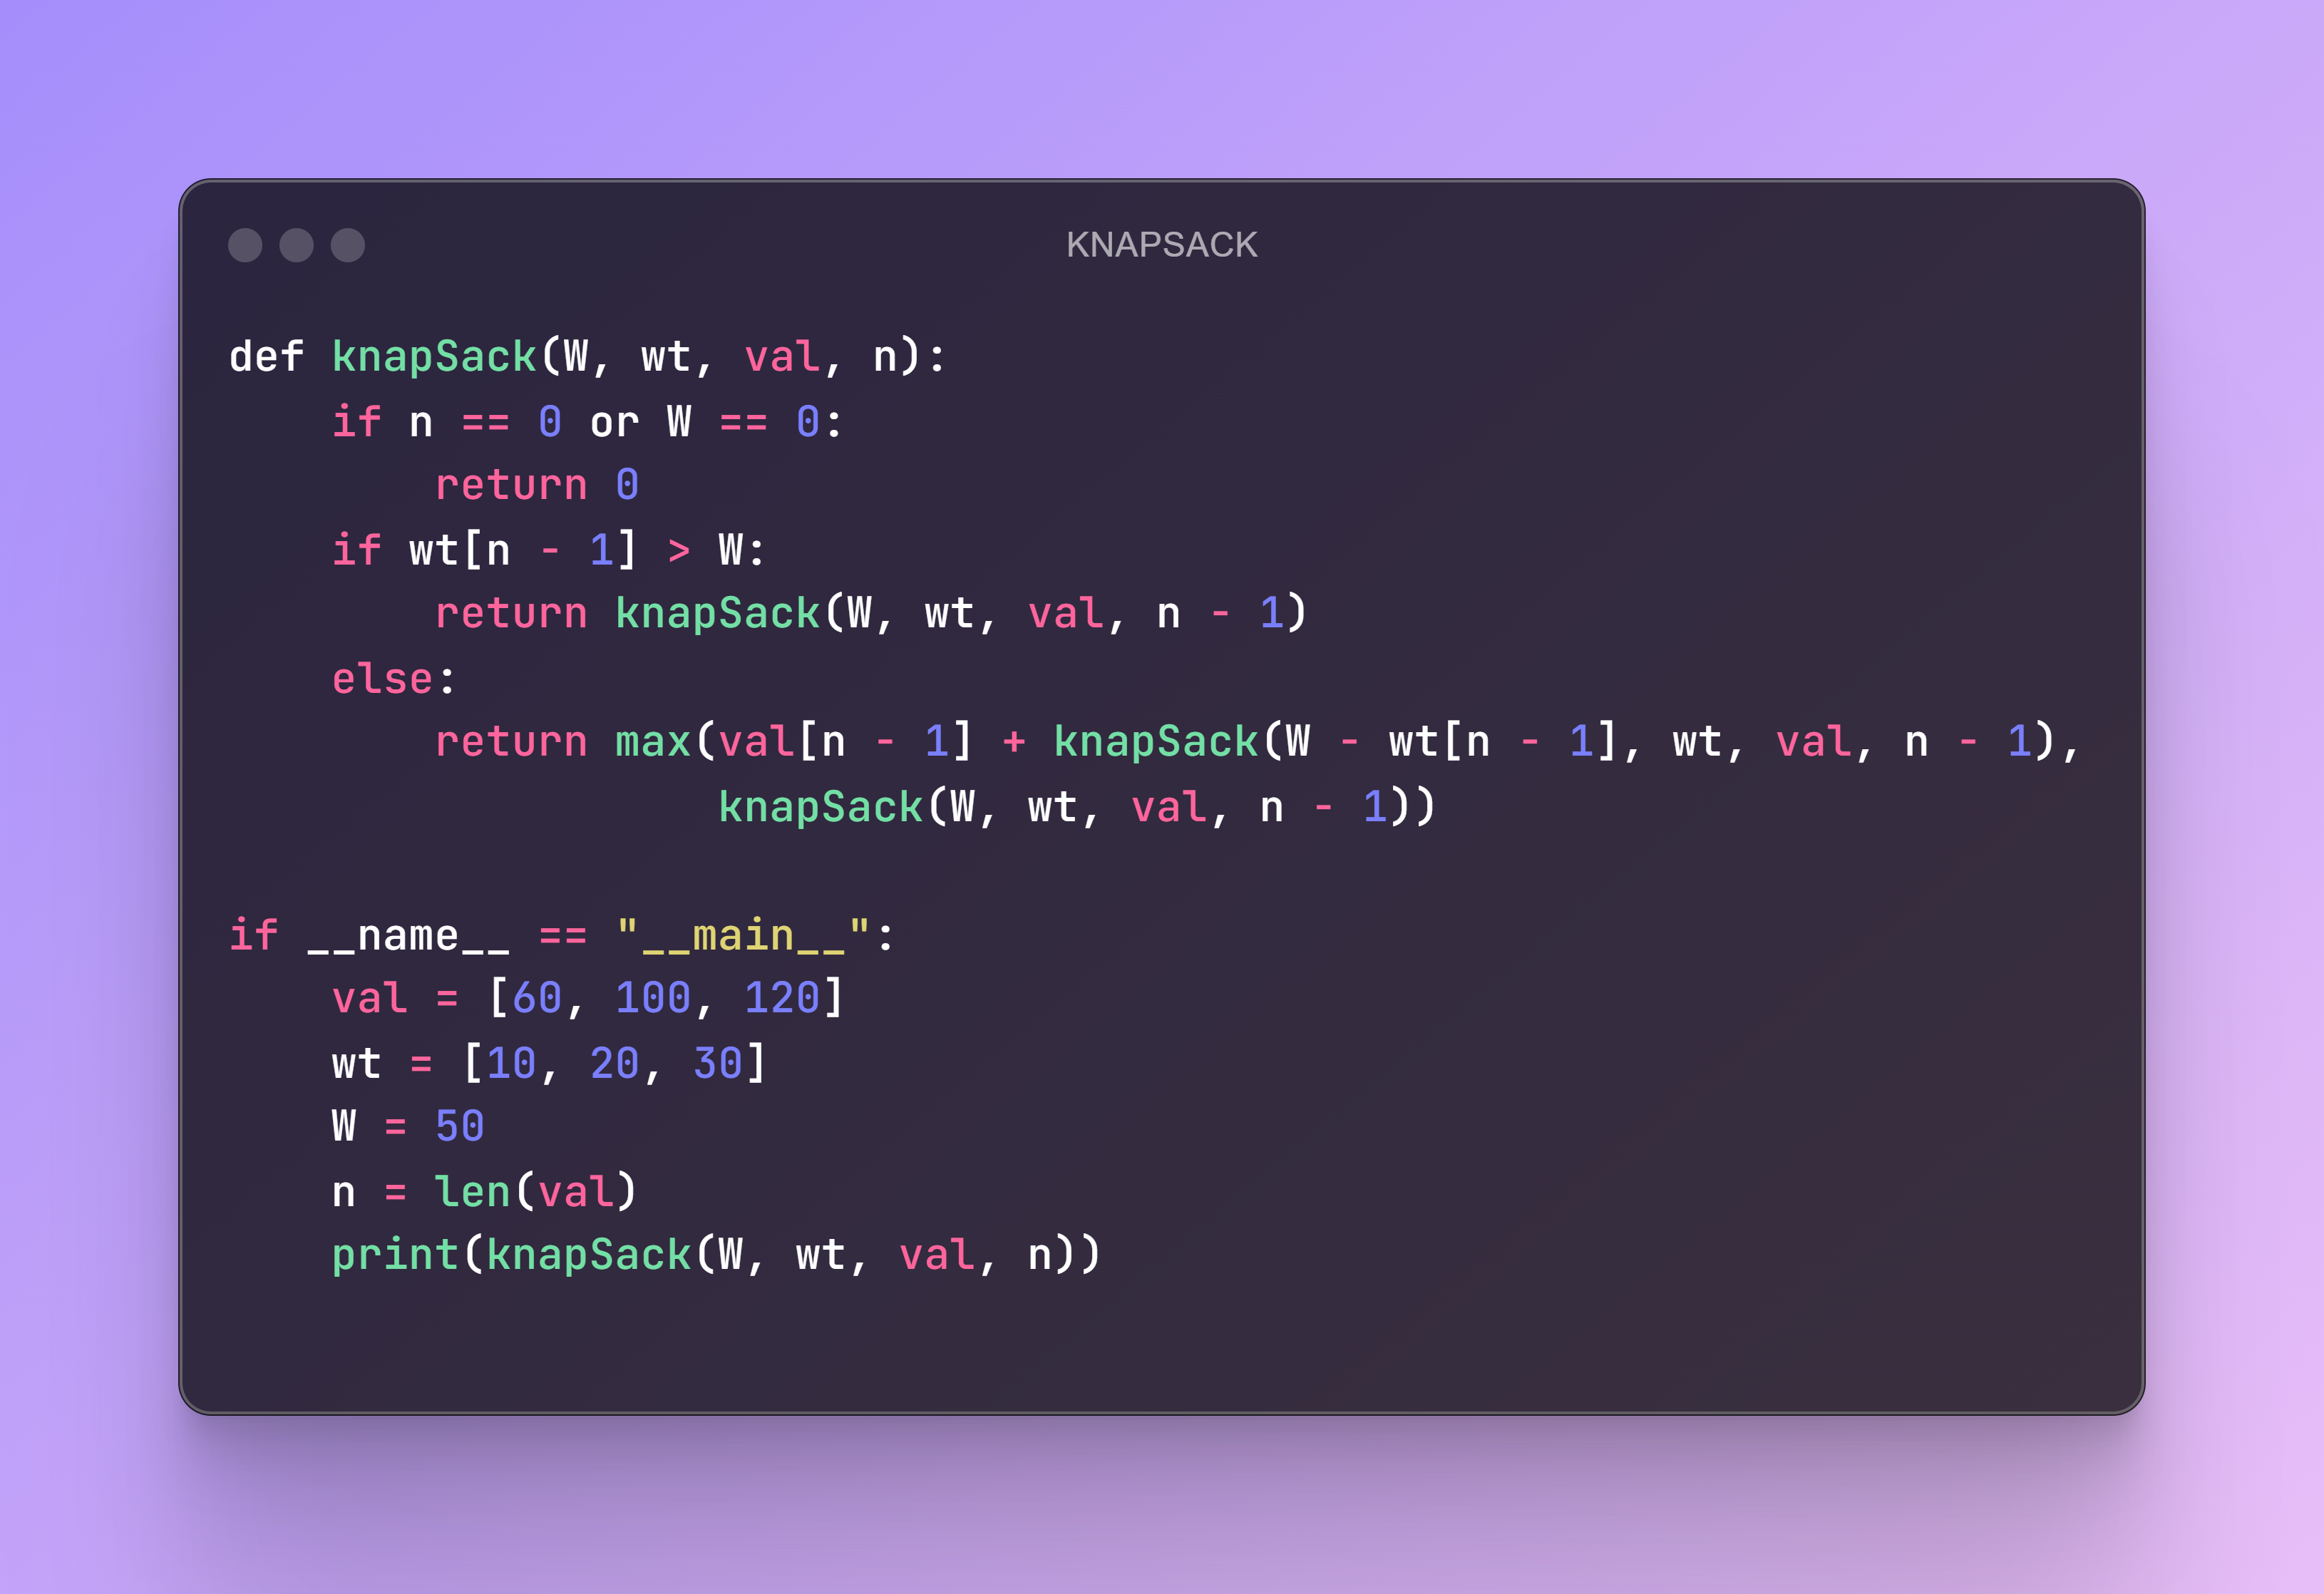 KNAPSACK
def knapSack(W, wt, val, n):
    if n == 0 or W == 0:
        return 0
    if wt[n - 1] > W:
        return knapSack(W, wt, val, n - 1)
    else:
        return max(val[n - 1] + knapSack(W - wt[n - 1], wt, val, n - 1),
                   knapSack(W, wt, val, n - 1))

if __name__ == "__main__":
    val = [60, 100, 120]
    wt = [10, 20, 30]
    W = 50
    n = len(val)
    print(knapSack(W, wt, val, n))